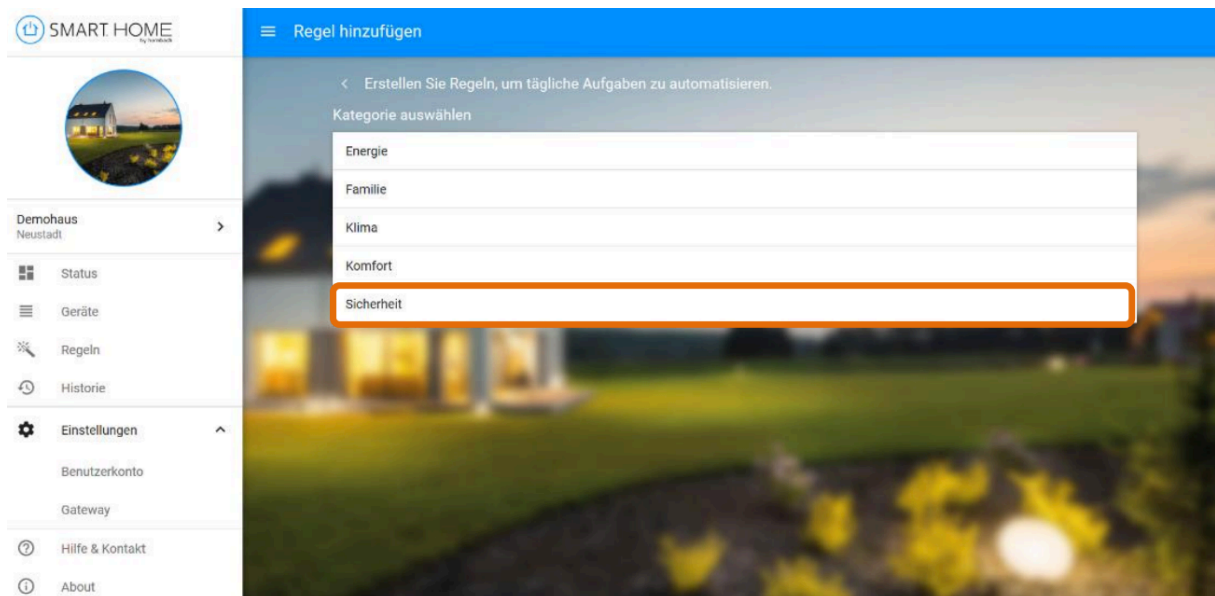 SMART HOME
by hornbach
Regel hinzufügen
Erstellen Sie Regeln, um tägliche Aufgaben zu automatisieren.
Kategorie auswählen
Energie
Familie
Klima
Komfort
Sicherheit
Demohaus
Neustadt
Status
Geräte
Regeln
Historie
Einstellungen
Benutzerkonto
Gateway
Hilfe & Kontakt
About